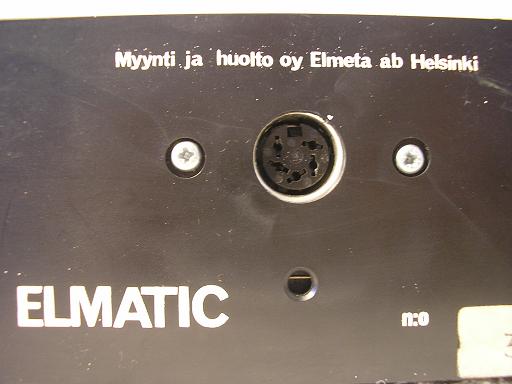 Myynti ja huolto oy Elmeta ab Helsinki
ELMATIC
n:o